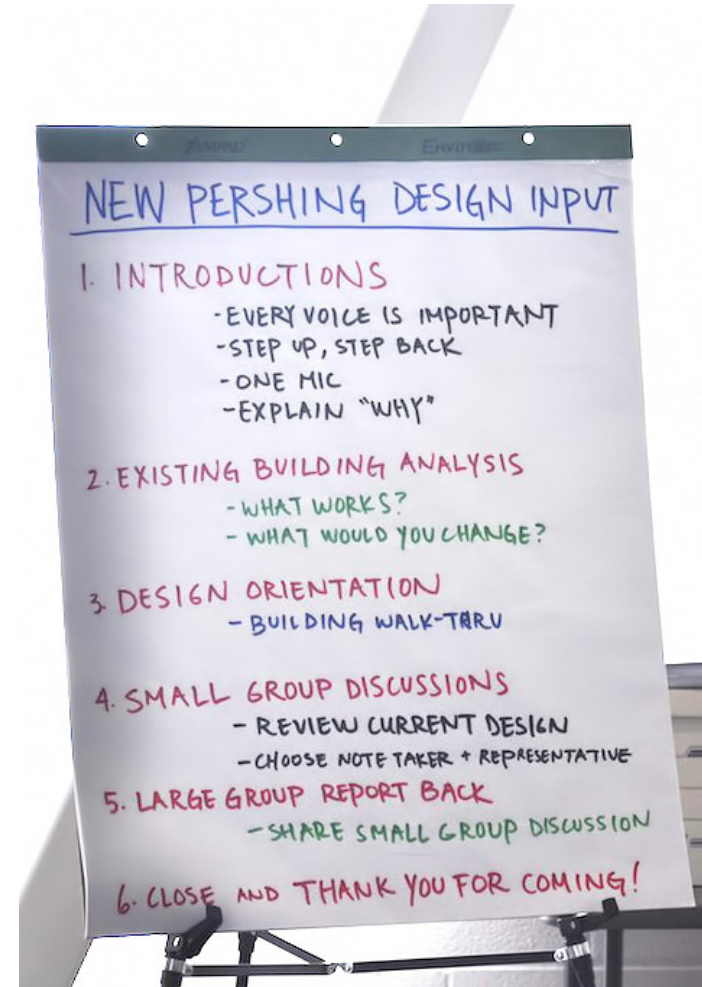 NEW PERSHING DESIGN INPUT
1. INTRODUCTIONS
-EVERY VOICE IS IMPORTANT
-STEP UP, STEP BACK
-ONE MIC
-EXPLAIN "WHY"
2. EXISTING BUILDING ANALYSIS
-WHAT WORKS?
- WHAT WOULD YOU CHANGE?
3. DESIGN ORIENTATION
- BUILDING WALK-THRU
4. SMALL GROUP DISCUSSIONS
- REVIEW CURRENT DESIGN
-CHOOSE NOTE TAKER + REPRESENTATIVE
5. LARGE GROUP REPORT BACK
-SHARE SMALL GROUP DISCUSSION
6. CLOSE AND THANK YOU FOR COMING!